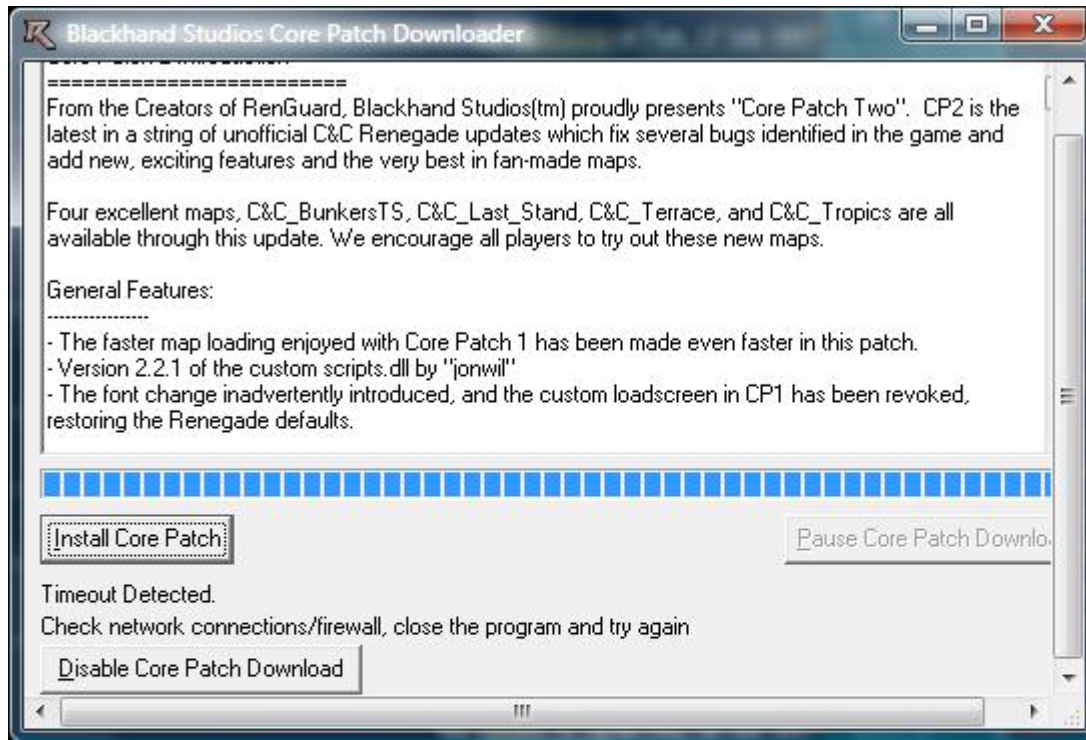 Blackhand Studios Core Patch Downloader
===========================
From the Creators of RenGuard, Blackhand Studios(tm) proudly presents "Core Patch Two". CP2 is the
latest in a string of unofficial C&C Renegade updates which fix several bugs identified in the game and
add new, exciting features and the very best in fan-made maps.
Four excellent maps, C&C_BunkersTS, C&C_Last_Stand, C&C_Terrace, and C&C_Tropics are all
available through this update. We encourage all players to try out these new maps.
General Features:
-----------------
- The faster map loading enjoyed with Core Patch 1 has been made even faster in this patch.
- Version 2.2.1 of the custom scripts.dll by "jonwil"
- The font change inadvertently introduced, and the custom loadscreen in CP1 has been revoked,
restoring the Renegade defaults.
Install Core Patch
Pause Core Patch Downlo
Timeout Detected.
Check network connections/firewall, close the program and try again
Disable Core Patch Download